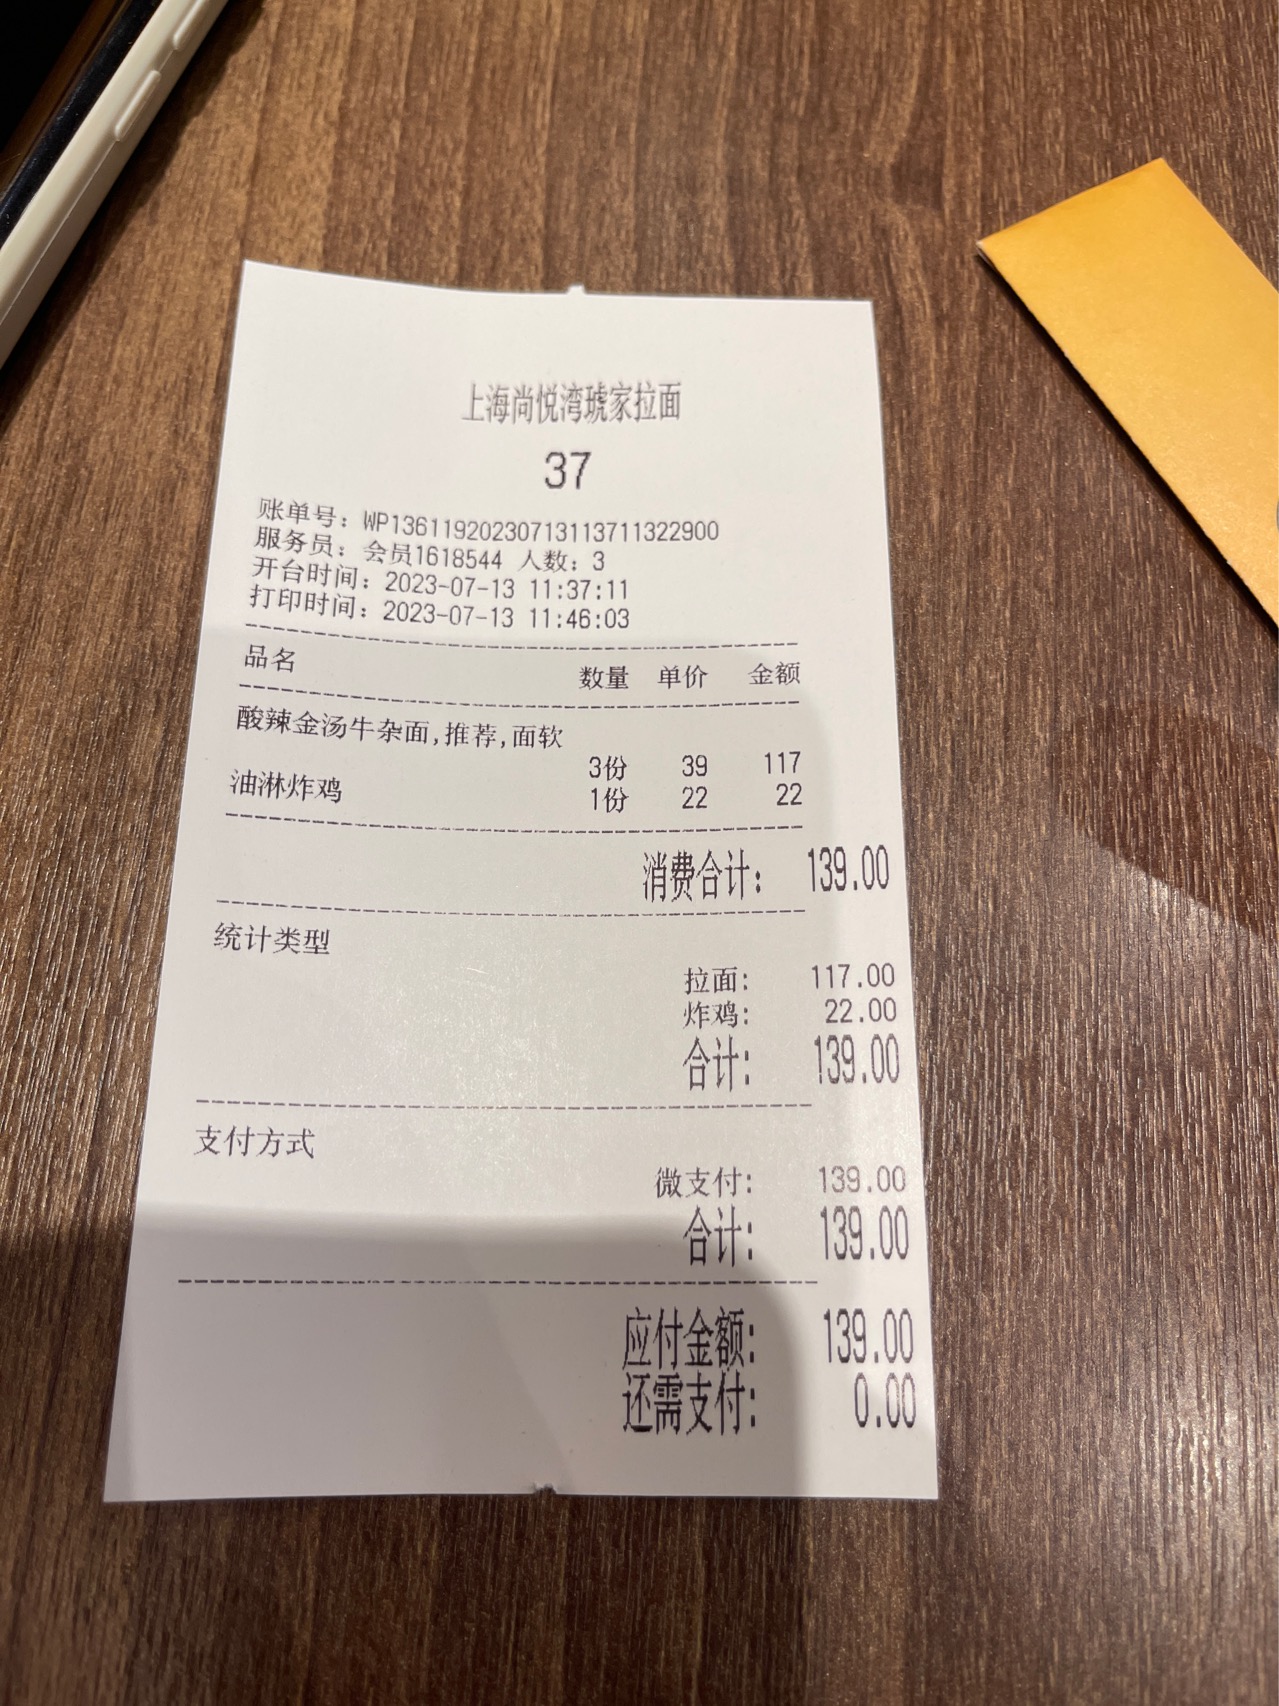 上海尚悦湾琥家拉面
37
账单号：WP13611920230713113711322900
服务员：会员1618544 人数：3
开台时间：2023-07-13 11:37:11
打印时间：2023-07-13 11:46:03
品名 数量 单价 金额
酸辣金汤牛杂面,推荐,面软
3份 39 117
油淋炸鸡 1份 22 22
消费合计： 139.00
统计类型
拉面： 117.00
炸鸡： 22.00
合计： 139.00
支付方式
微支付： 139.00
合计： 139.00
应付金额： 139.00
还需支付： 0.00